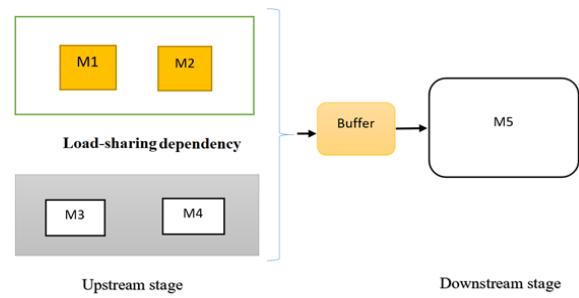 M1
M2
Load-sharing dependency
M3
M4
Buffer
M5
Upstream stage
Downstream stage